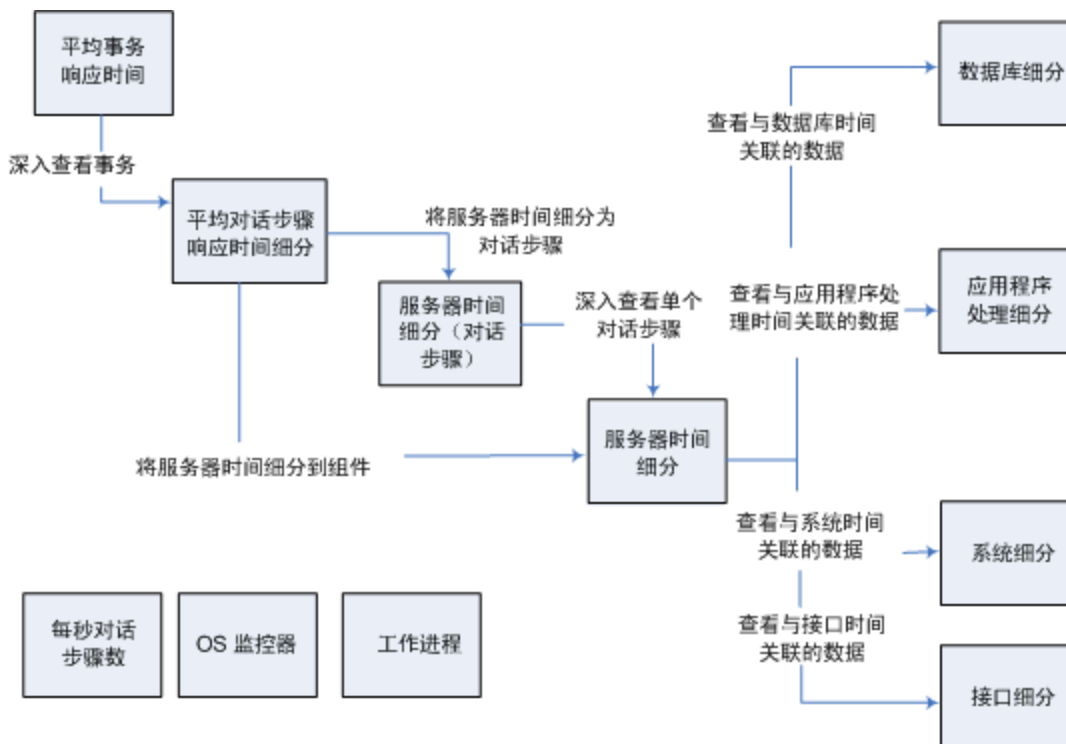 平均事务
响应时间
深入查看事务
平均对话步骤
响应时间细分
将服务器时间细分为
对话步骤
服务器时间
细分（对话
步骤）
深入查看单个
对话步骤
将服务器时间细分到组件
服务器时间
细分
查看与数据库时间
关联的数据
数据库细分
查看与应用程序处
理时间关联的数据
应用程序
处理细分
查看与系统时间
关联的数据
系统细分
查看与接口时间
关联的数据
接口细分
每秒对话
步骤数
OS 监控器
工作进程